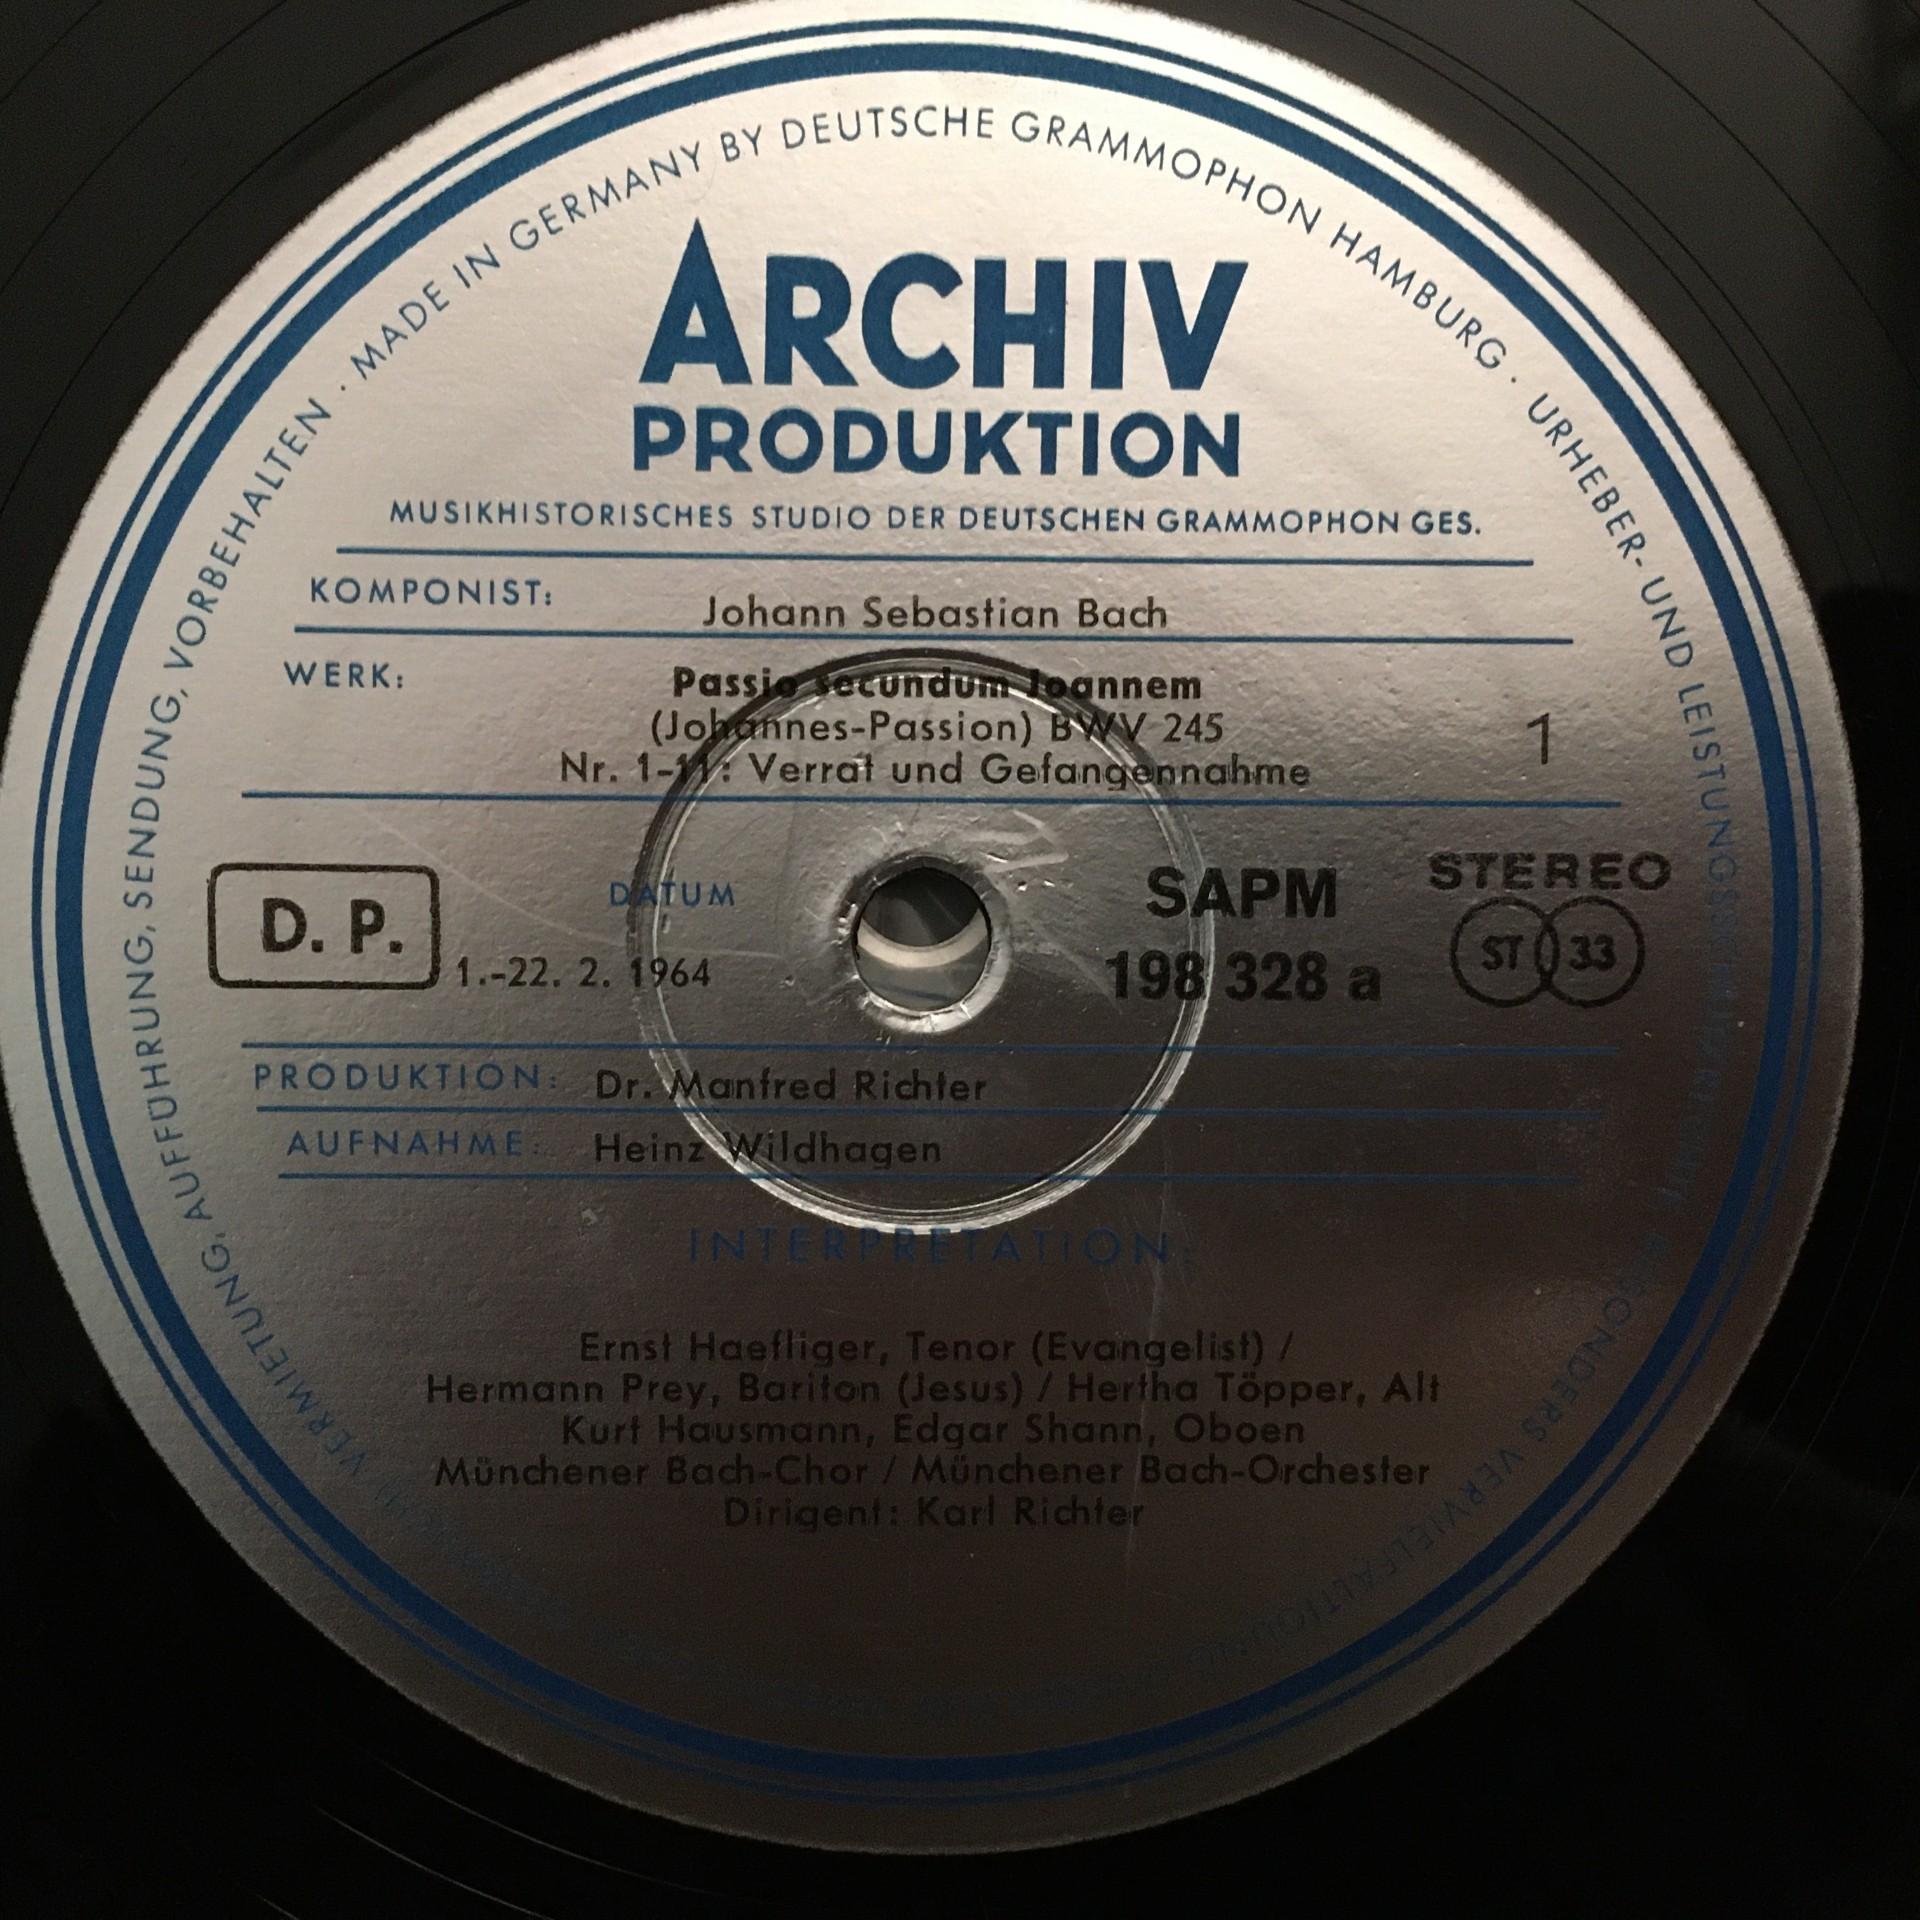 MADE IN GERMANY BY DEUTSCHE GRAMMOPHON HAMBURG · URHEBER- UND LEISTUNGSSCHUTZRECHTE
BESONDERS VERVIELFÄLTIGUNG,
VERMIETUNG, AUFFÜHRUNG, SENDUNG, VORBEHALTEN ·
ARCHIV
PRODUKTION
MUSIKHISTORISCHES STUDIO DER DEUTSCHEN GRAMMOPHON GES.
KOMPONIST: Johann Sebastian Bach
WERK: Passio secundum Joannem
(Johannes-Passion) BWV 245
1
Nr. 1-11: Verrat und Gefangennahme
D. P.
DATUM
1.-22. 2. 1964
SAPM
198 328 a
STEREO
ST 33
PRODUKTION: Dr. Manfred Richter
AUFNAHME: Heinz Wildhagen
INTERPRETATION:
Ernst Haefliger, Tenor (Evangelist) /
Hermann Prey, Bariton (Jesus) / Hertha Töpper, Alt
Kurt Hausmann, Edgar Shann, Oboen
Münchener Bach-Chor / Münchener Bach-Orchester
Dirigent: Karl Richter